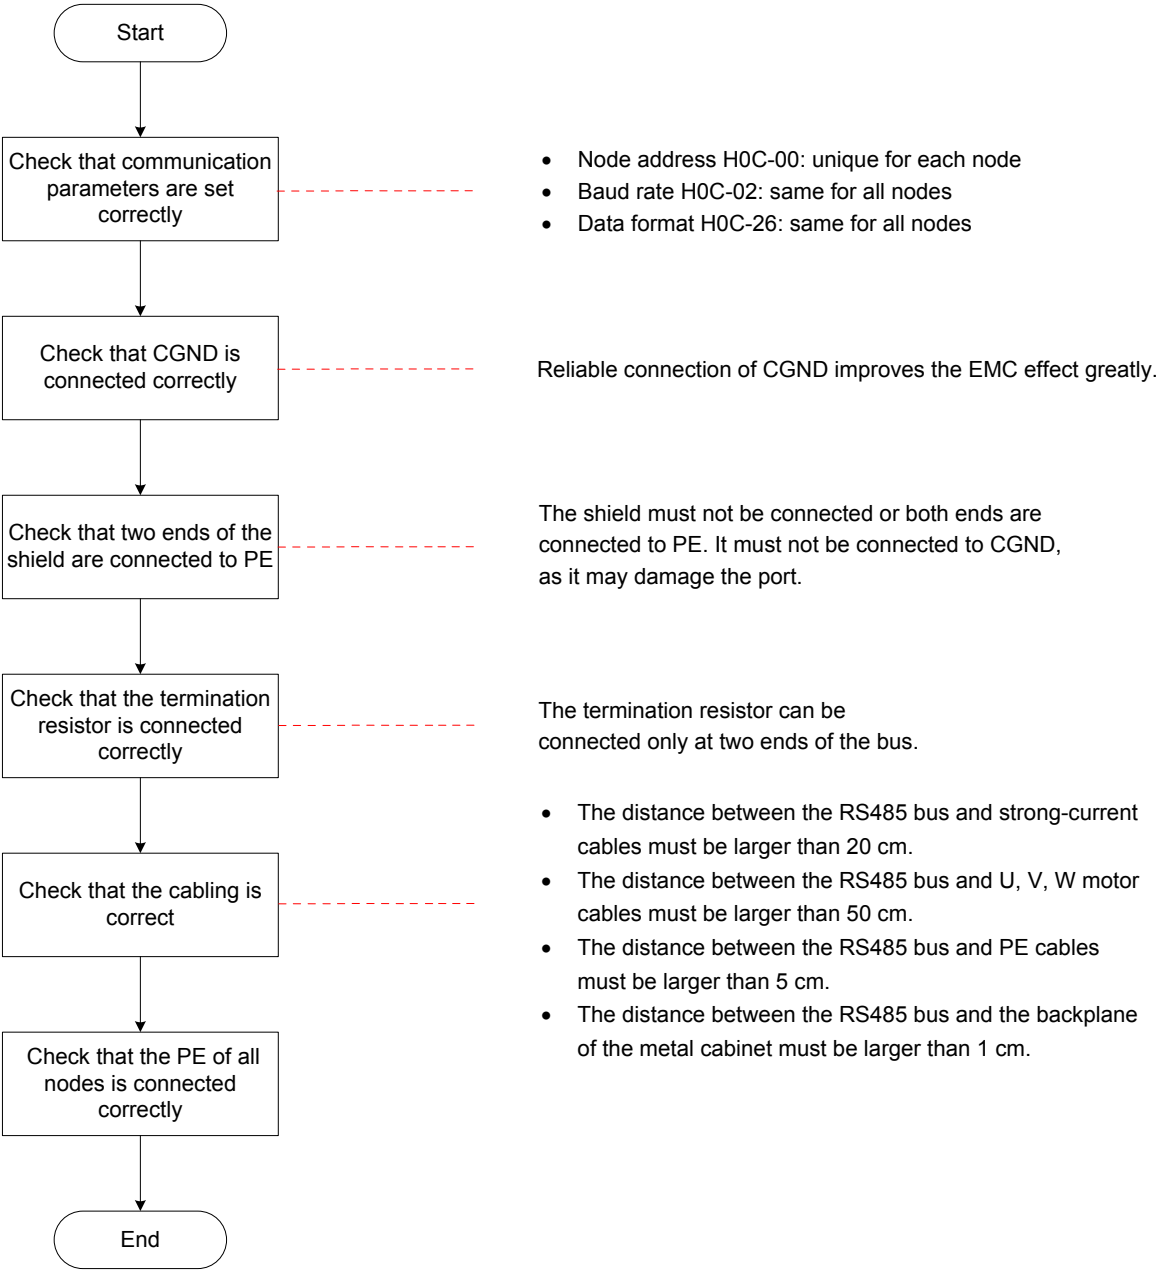 Start
Check that communication
parameters are set
correctly
• Node address H0C-00: unique for each node
• Baud rate H0C-02: same for all nodes
• Data format H0C-26: same for all nodes
Check that CGND is
connected correctly
Reliable connection of CGND improves the EMC effect greatly.
Check that two ends of the
shield are connected to PE
The shield must not be connected or both ends are
connected to PE. It must not be connected to CGND,
as it may damage the port.
Check that the termination
resistor is connected
correctly
The termination resistor can be
connected only at two ends of the bus.
Check that the cabling is
correct
• The distance between the RS485 bus and strong-current
cables must be larger than 20 cm.
• The distance between the RS485 bus and U, V, W motor
cables must be larger than 50 cm.
• The distance between the RS485 bus and PE cables
must be larger than 5 cm.
• The distance between the RS485 bus and the backplane
of the metal cabinet must be larger than 1 cm.
Check that the PE of all
nodes is connected
correctly
End